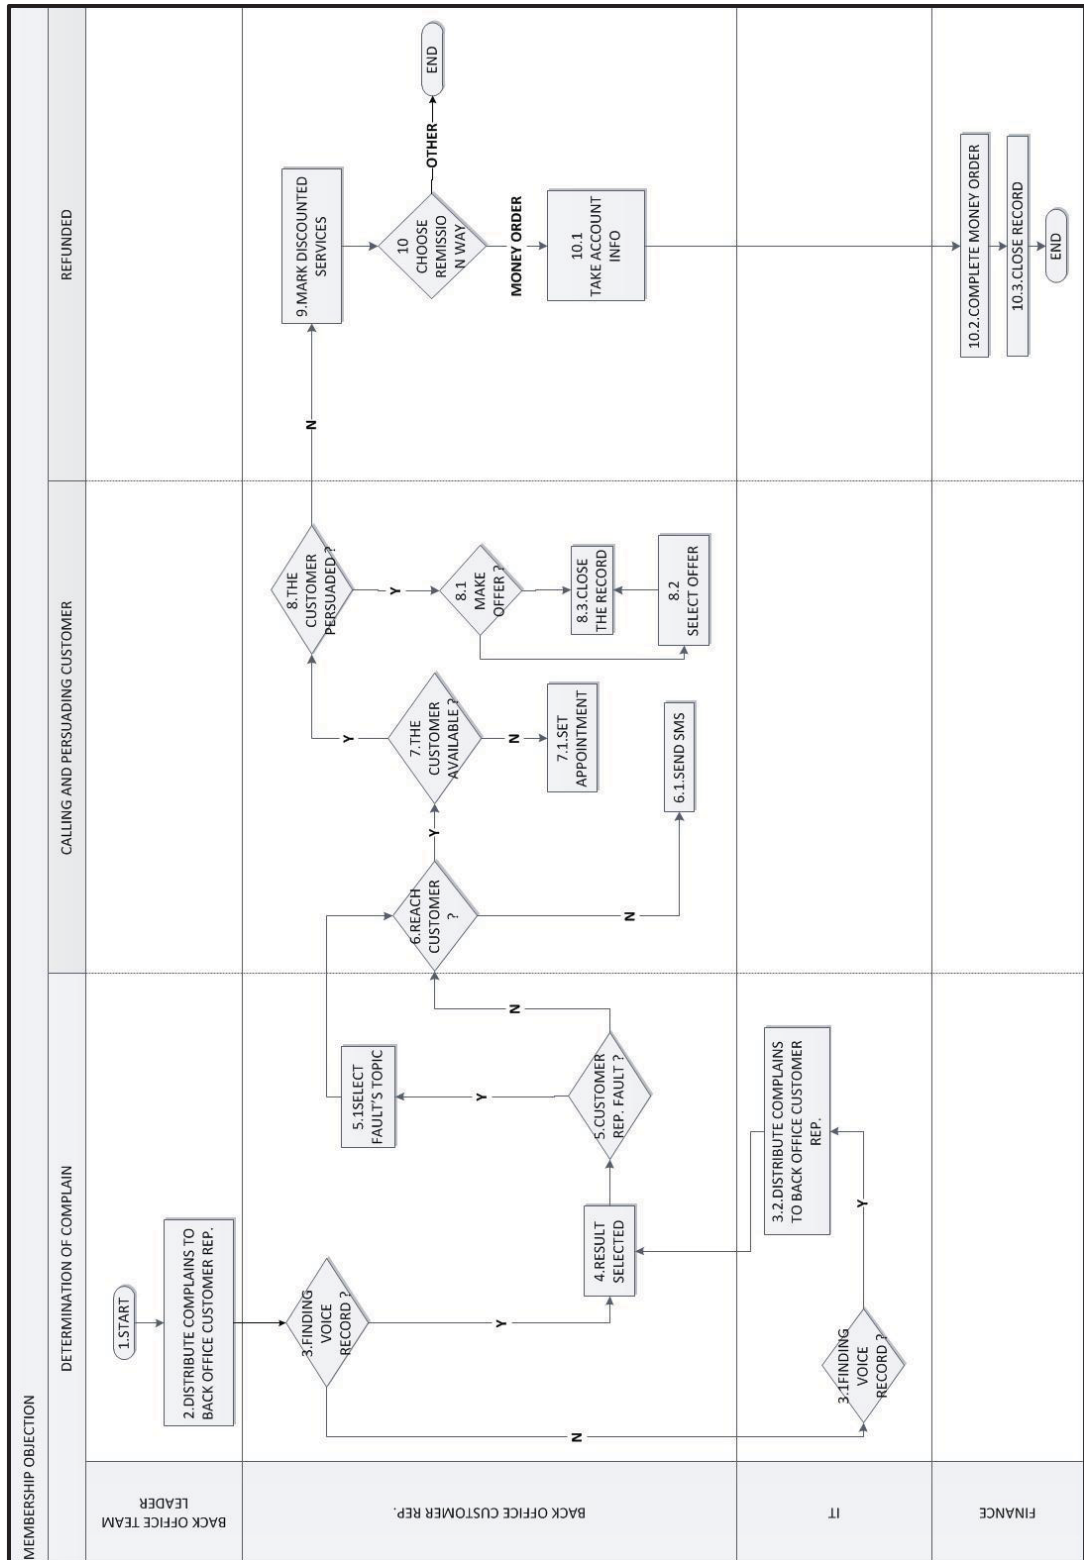 MEMBERSHIP OBJECTION
DETERMINATION OF COMPLAIN
CALLING AND PERSUADING CUSTOMER
REFUNDED
BACK OFFICE TEAM
LEADER
1.START
2.DISTRIBUTE COMPLAINS TO
BACK OFFICE CUSTOMER REP.
BACK OFFICE CUSTOMER REP.
3.FINDING
VOICE
RECORD ?
Y
N
4.RESULT
SELECTED
5.CUSTOMER
REP. FAULT ?
Y
N
5.1SELECT
FAULT'S TOPIC
6.REACH
CUSTOMER
?
Y
N
6.1.SEND SMS
7.THE
CUSTOMER
AVAILABLE ?
Y
N
7.1.SET
APPOINTMENT
8.THE
CUSTOMER
PERSUADED ?
Y
N
8.1
MAKE
OFFER ?
8.3.CLOSE
THE RECORD
8.2
SELECT OFFER
9.MARK DISCOUNTED
SERVICES
10
CHOOSE
REMISSIO
N WAY
OTHER
END
MONEY ORDER
10.1
TAKE ACCOUNT
INFO
IT
3.1FINDING
VOICE
RECORD ?
Y
3.2.DISTRIBUTE COMPLAINS
TO BACK OFFICE CUSTOMER
REP.
FINANCE
10.2.COMPLETE MONEY ORDER
10.3.CLOSE RECORD
END